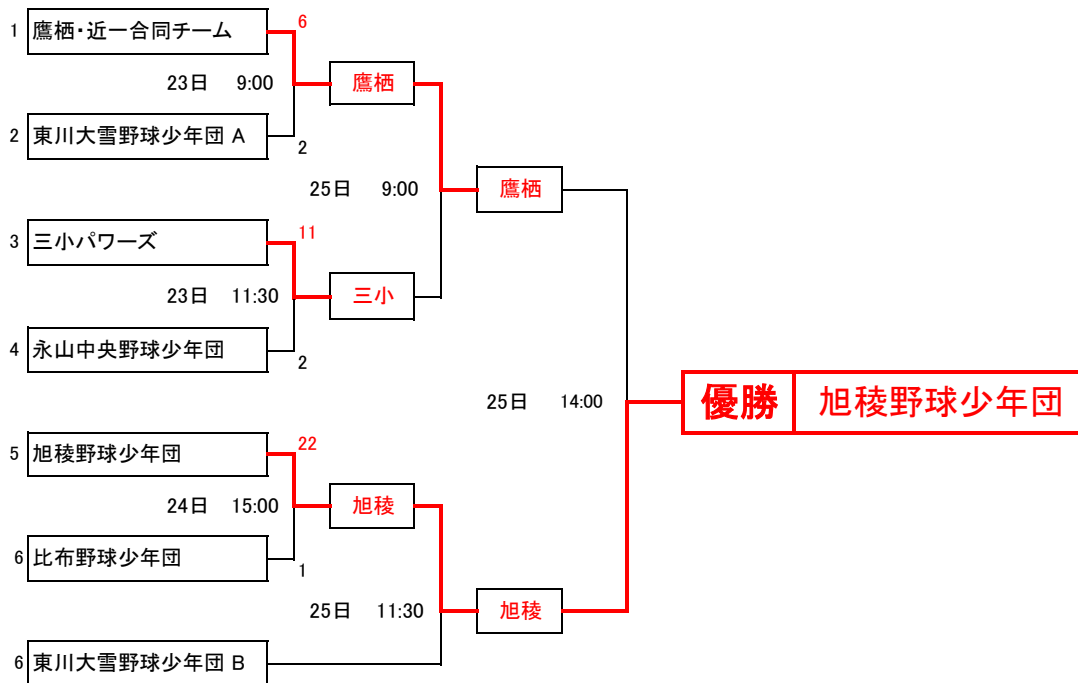 1 鷹栖・近一合同チーム 6
23日 9:00 鷹栖
2 東川大雪野球少年団 A 2
25日 9:00 鷹栖
3 三小パワーズ 11
23日 11:30 三小
4 永山中央野球少年団 2
25日 14:00 優勝 旭稜野球少年団
5 旭稜野球少年団 22
24日 15:00 旭稜
6 比布野球少年団 1
25日 11:30 旭稜
6 東川大雪野球少年団 B